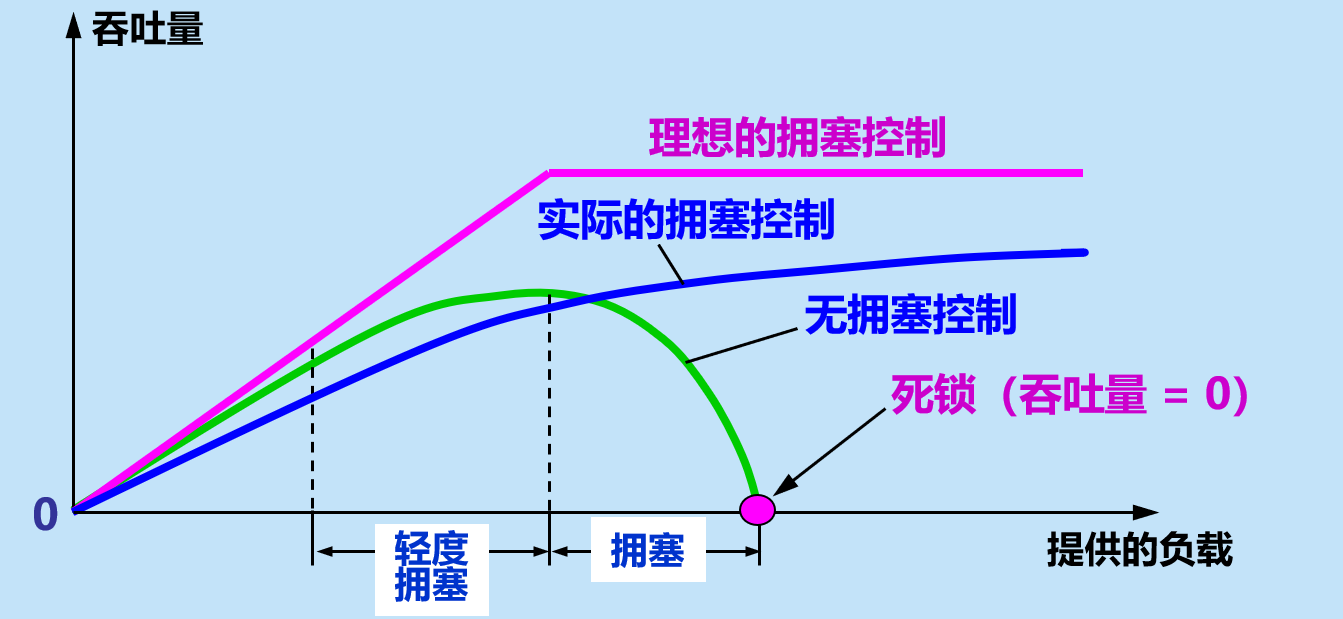 吞吐量
理想的拥塞控制
实际的拥塞控制
无拥塞控制
死锁（吞吐量 = 0）
0
轻度
拥塞
拥塞
提供的负载